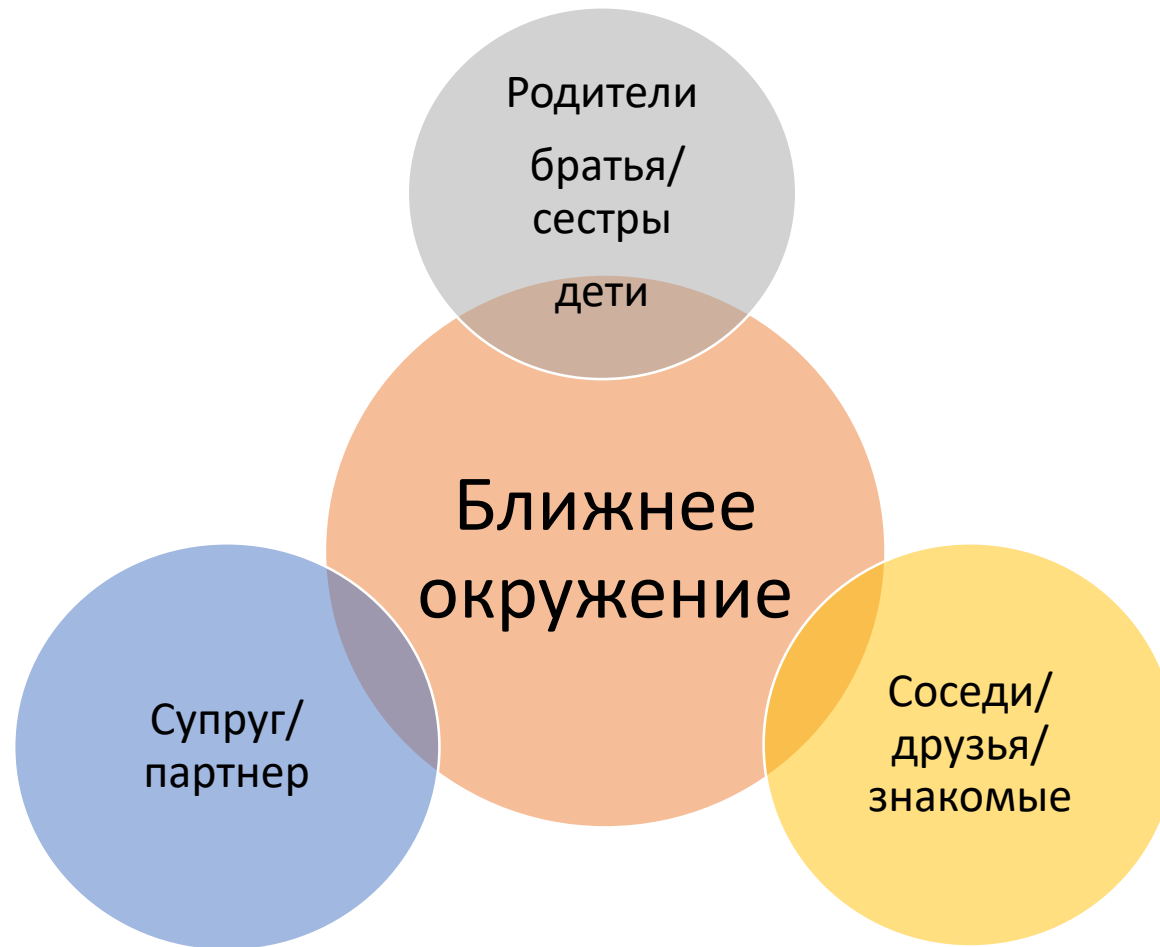 Родители
братья/
сестры
дети
Ближнее
окружение
Супруг/
партнер
Соседи/
друзья/
знакомые